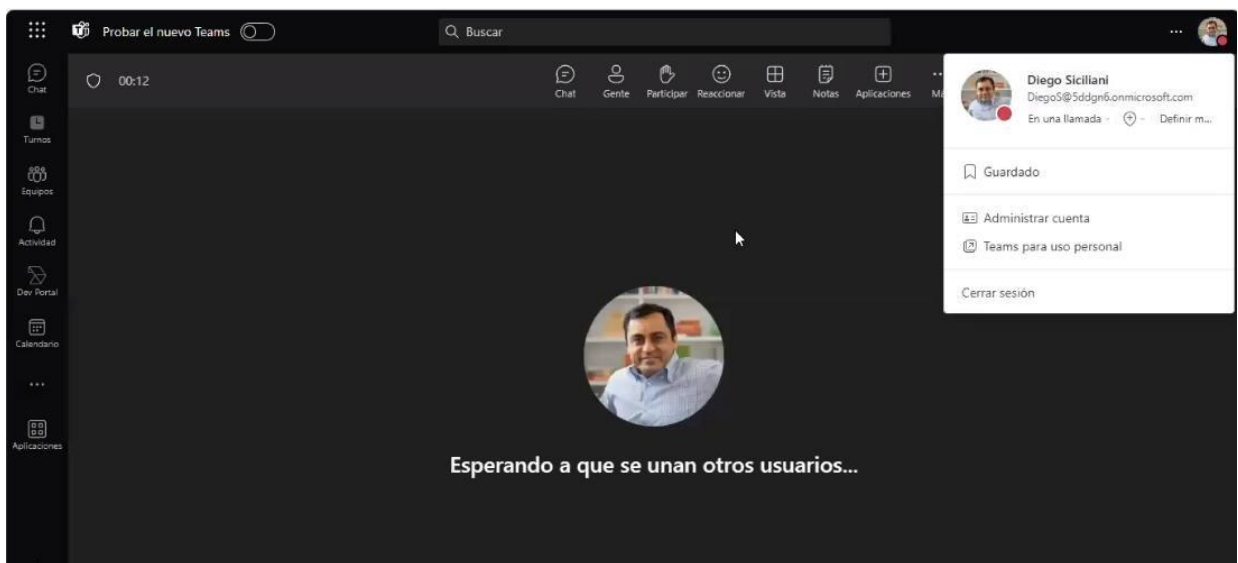 Probar el nuevo Teams
Buscar
Chat
Turnos
Equipos
Actividad
Dev Portal
Calendario
Aplicaciones
00:12
Chat
Gente
Participar
Reaccionar
Vista
Notas
Aplicaciones
Diego Siciliani
DiegoS@5ddgn6.onmicrosoft.com
En una llamada
Definir m...
Guardado
Administrar cuenta
Teams para uso personal
Cerrar sesión
Esperando a que se unan otros usuarios...